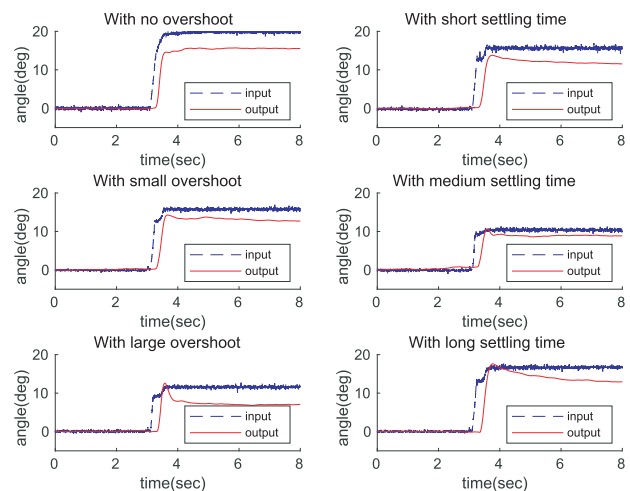 With no overshoot
angle(deg)
20
10
0
0 2 4 6 8
time(sec)
input
output
With short settling time
angle(deg)
20
10
0
0 2 4 6 8
time(sec)
input
output
With small overshoot
angle(deg)
20
10
0
0 2 4 6 8
time(sec)
input
output
With medium settling time
angle(deg)
20
10
0
0 2 4 6 8
time(sec)
input
output
With large overshoot
angle(deg)
20
10
0
0 2 4 6 8
time(sec)
input
output
With long settling time
angle(deg)
20
10
0
0 2 4 6 8
time(sec)
input
output